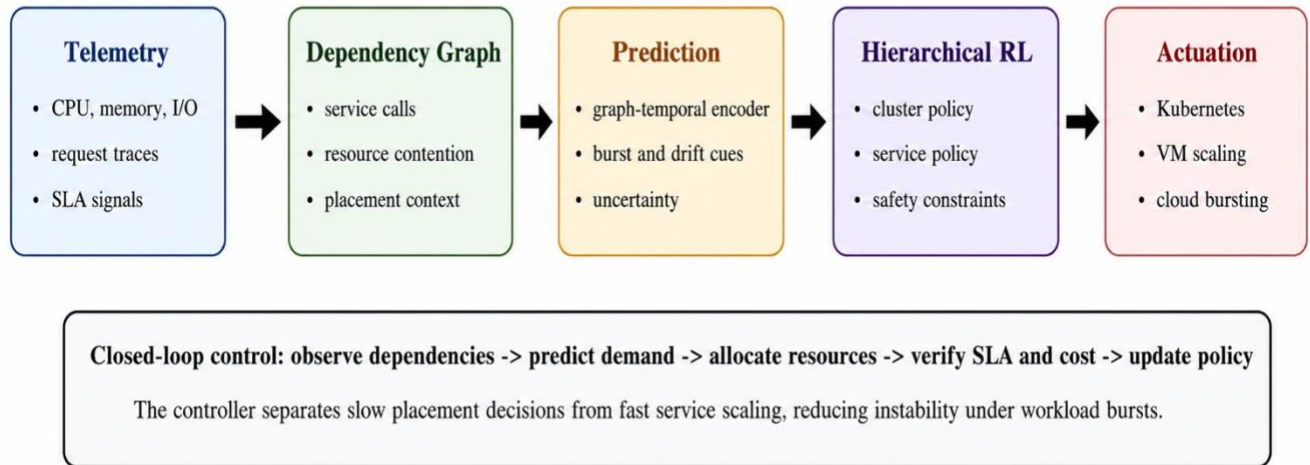 Telemetry
• CPU, memory, I/O
• request traces
• SLA signals
Dependency Graph
• service calls
• resource contention
• placement context
Prediction
• graph-temporal encoder
• burst and drift cues
• uncertainty
Hierarchical RL
• cluster policy
• service policy
• safety constraints
Actuation
• Kubernetes
• VM scaling
• cloud bursting
Closed-loop control: observe dependencies -> predict demand -> allocate resources -> verify SLA and cost -> update policy
The controller separates slow placement decisions from fast service scaling, reducing instability under workload bursts.